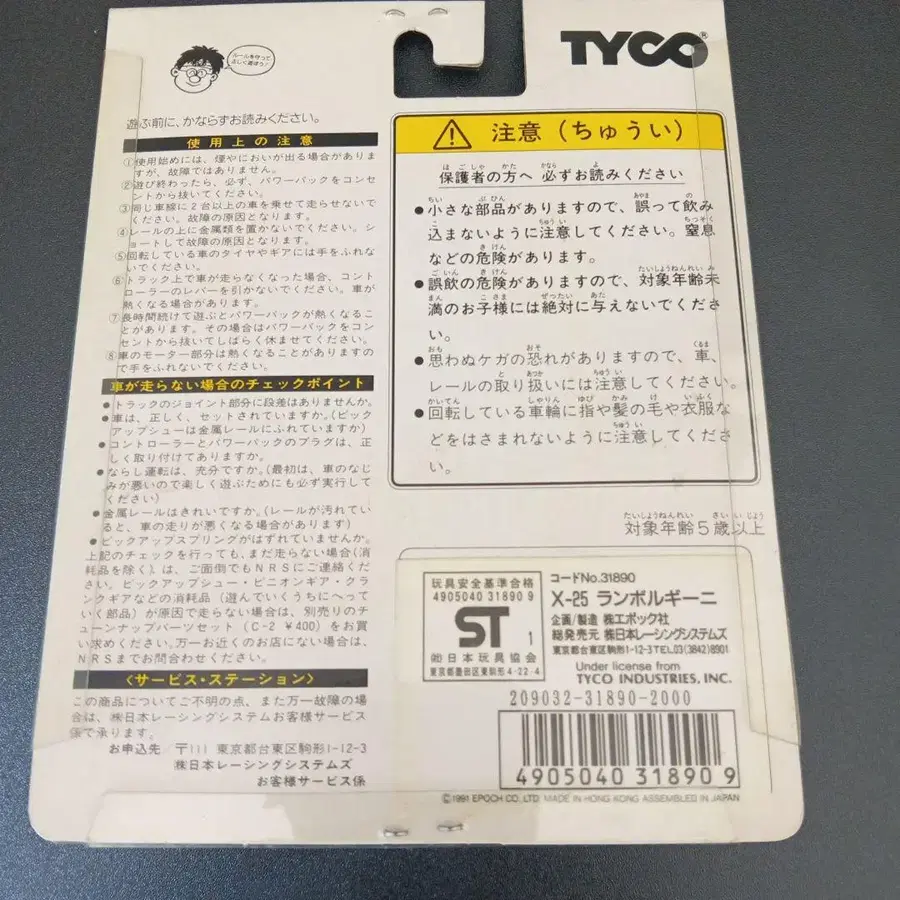 ルールを守って
正しく遊ぼう!
TYCO®
遊ぶ前に、かならずお読みください。
使用上の注意
①使用始めには、煙やにおいが出る場合がありま
すが、故障ではありません。
②遊び終わったら、必ず、パワーパックをコンセ
ントから抜いてください。
③同じ車線に2台以上の車を乗せて走らせないで
ください。故障の原因となります。
④レールの上に金属類を置かないでください。シ
ョートして故障の原因となります。
⑤回転している車のタイヤやギアには手をふれな
いでください。
⑥トラック上で車が走らなくなった場合、コント
ローラーのレバーを引かないでください。車が
熱くなる場合があります。
⑦長時間続けて遊ぶとパワーパックが熱くなるこ
とがあります。その場合はパワーパックをコン
セントから抜いてしばらく休ませてください。
⑧車のモーター部分は熱くなることがありますの
で手をふれないでください。
車が走らない場合のチェックポイント
●トラックのジョイント部分に段差はありませんか。
●車は、正しく、セットされていますか。(ピック
アップシューは金属レールにふれていますか)
●コントローラーとパワーパックのプラグは、正
しく取り付けてありますか。
●ならし運転は、充分ですか。(最初は、車のなじ
みが悪いので楽しく遊ぶためにも必ず実行して
ください)
●金属レールはきれいですか。(レールが汚れてい
ると、車の走りが悪くなる場合があります)
●ピックアップスプリングがはずれていませんか。
上記のチェックを行っても、まだ走らない場合(消
耗品を除く)は、ご面倒でもNRSにご連絡くださ
い。ピックアップシュー・ピニオンギア・クラ
ンクギアなどの消耗品(遊んでいくうちにへって
いく部品)が原因で走らない場合は、別売りのチ
ューンナップパーツセット(C-2 ¥400)をお買
い求めください。万一お近くのお店にない場合は、
NRSまでお問合わせください。
〈サービス・ステーション〉
この商品についてご不明の点、また万一故障の場
合は、㈱日本レーシングシステムお客様サービス
係で承ります。
お申込先/〒111 東京都台東区駒形1-12-3
㈱日本レーシングシステムズ
お客様サービス係
注意(ちゅうい)
保護者の方へ 必ずお読みください
●小さな部品がありますので、誤って飲み
込まないように注意してください。窒息
などの危険があります。
●誤飲の危険がありますので、対象年齢未
満のお子様には絶対に与えないでくださ
い。
●思わぬケガの恐れがありますので、車、
レールの取り扱いには注意してください。
●回転している車輪に指や髪の毛や衣服な
どをはさまれないように注意してくださ
い。
対象年齢5歳以上
玩具安全基準合格
4905040 31890 9
ST 1
㈳日本玩具協会
東京都墨田区東駒形4-22-4
コードNo.31890
X-25 ランボルギーニ
企画/製造 ㈱エポック社
総発売元 ㈱日本レーシングシステムズ
東京都台東区駒形1-12-3 TEL.03(3842)8901
Under license from
TYCO INDUSTRIES, INC.
209032-31890-2000
4905040 318909
©1991 EPOCH CO., LTD. MADE IN HONG KONG ASSEMBLED IN JAPAN